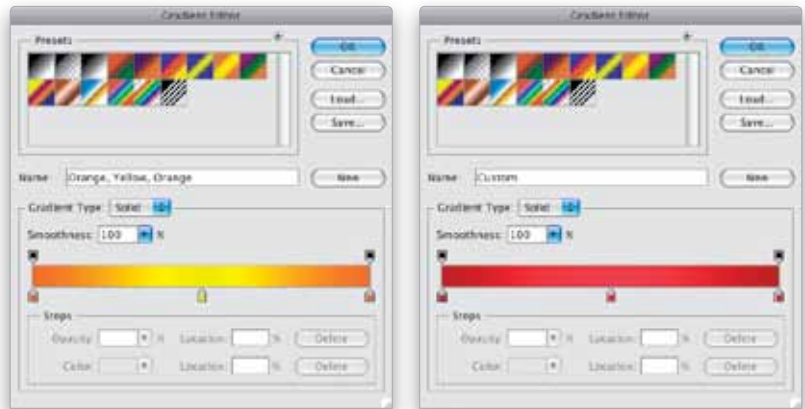 Gradient Editor
Presets
OK
Cancel
Load...
Save...
Name: Orange, Yellow, Orange
New
Gradient Type: Solid
Smoothness: 100 %
Stops
Opacity: % Location: % Delete
Color: Location: % Delete
Gradient Editor
Presets
OK
Cancel
Load...
Save...
Name: Custom
New
Gradient Type: Solid
Smoothness: 100 %
Stops
Opacity: % Location: % Delete
Color: Location: % Delete